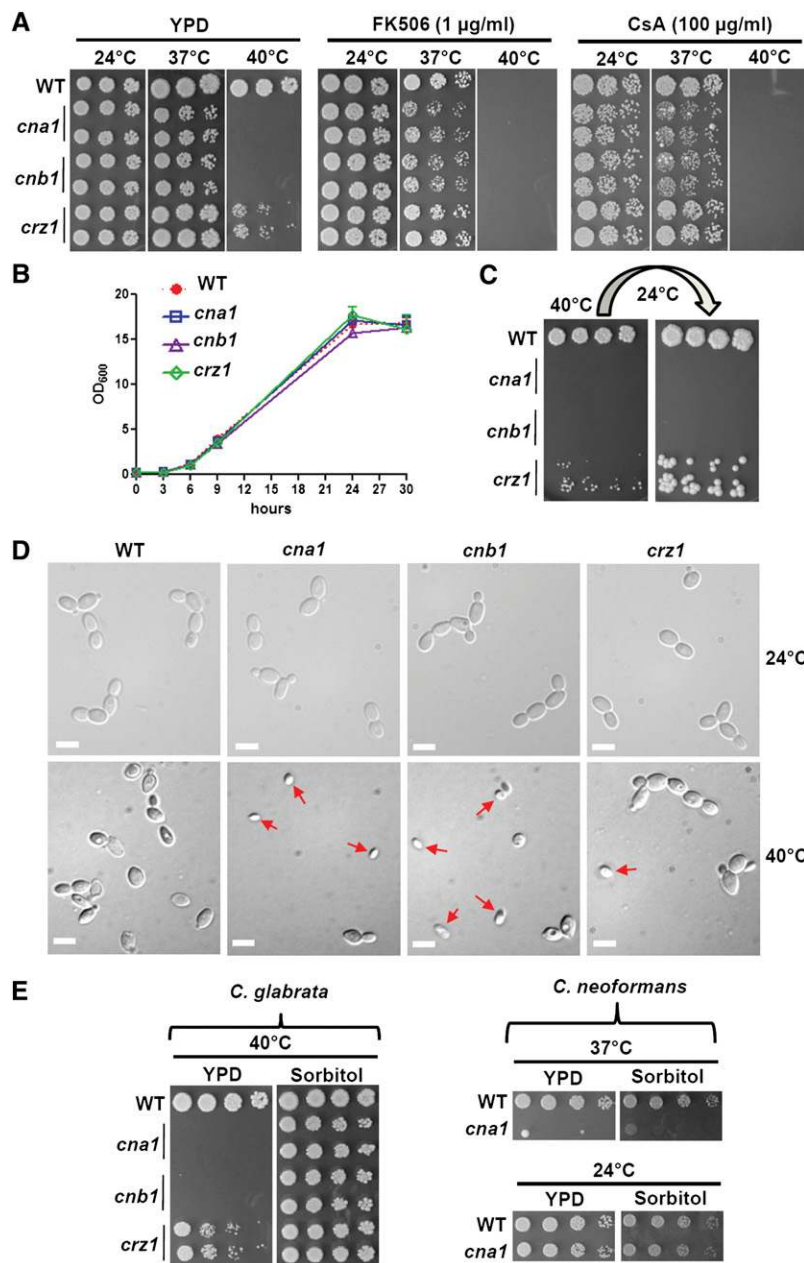 A
YPD
FK506 (1 µg/ml)
CsA (100 µg/ml)
24°C 37°C 40°C
24°C 37°C 40°C
24°C 37°C 40°C
WT
cna1
cnb1
crz1
B
WT
cna1
cnb1
crz1
OD600
20
15
10
5
0
0 3 6 9 12 15 18 21 24 27 30
hours
C
40°C
24°C
WT
cna1
cnb1
crz1
D
WT
cna1
cnb1
crz1
24°C
40°C
E
C. glabrata
40°C
YPD Sorbitol
WT
cna1
cnb1
crz1
C. neoformans
37°C
YPD Sorbitol
WT
cna1
24°C
YPD Sorbitol
WT
cna1